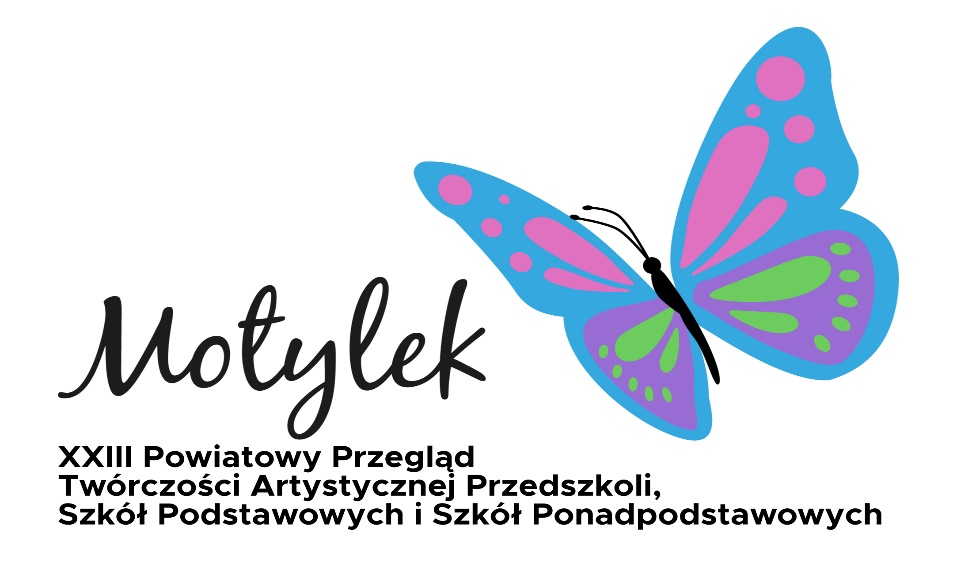 Motylek
XXIII Powiatowy Przegląd
Twórczości Artystycznej Przedszkoli,
Szkół Podstawowych i Szkół Ponadpodstawowych